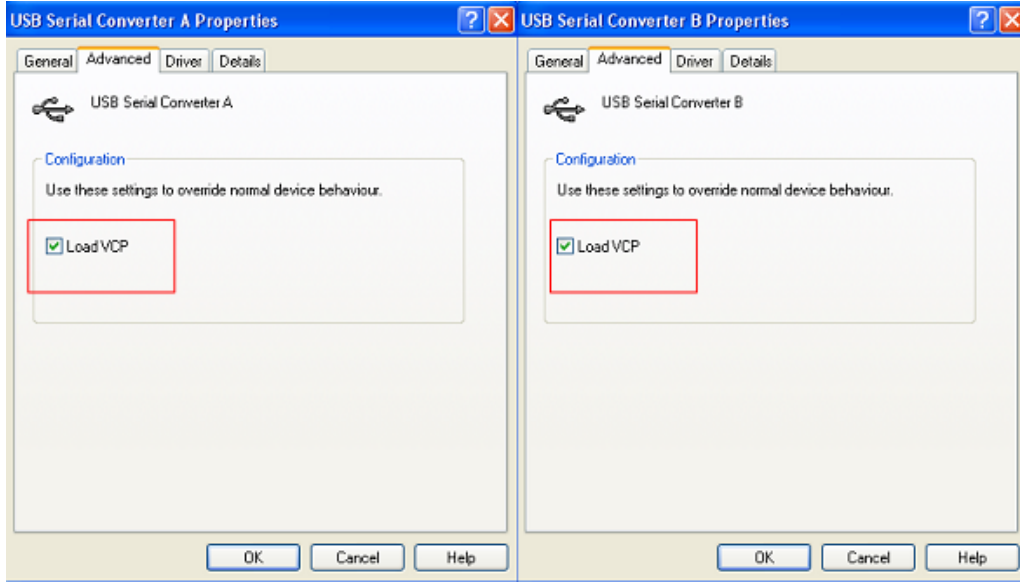 USB Serial Converter A Properties
General Advanced Driver Details
USB Serial Converter A
Configuration
Use these settings to override normal device behaviour.
Load VCP
OK Cancel Help
USB Serial Converter B Properties
General Advanced Driver Details
USB Serial Converter B
Configuration
Use these settings to override normal device behaviour.
Load VCP
OK Cancel Help